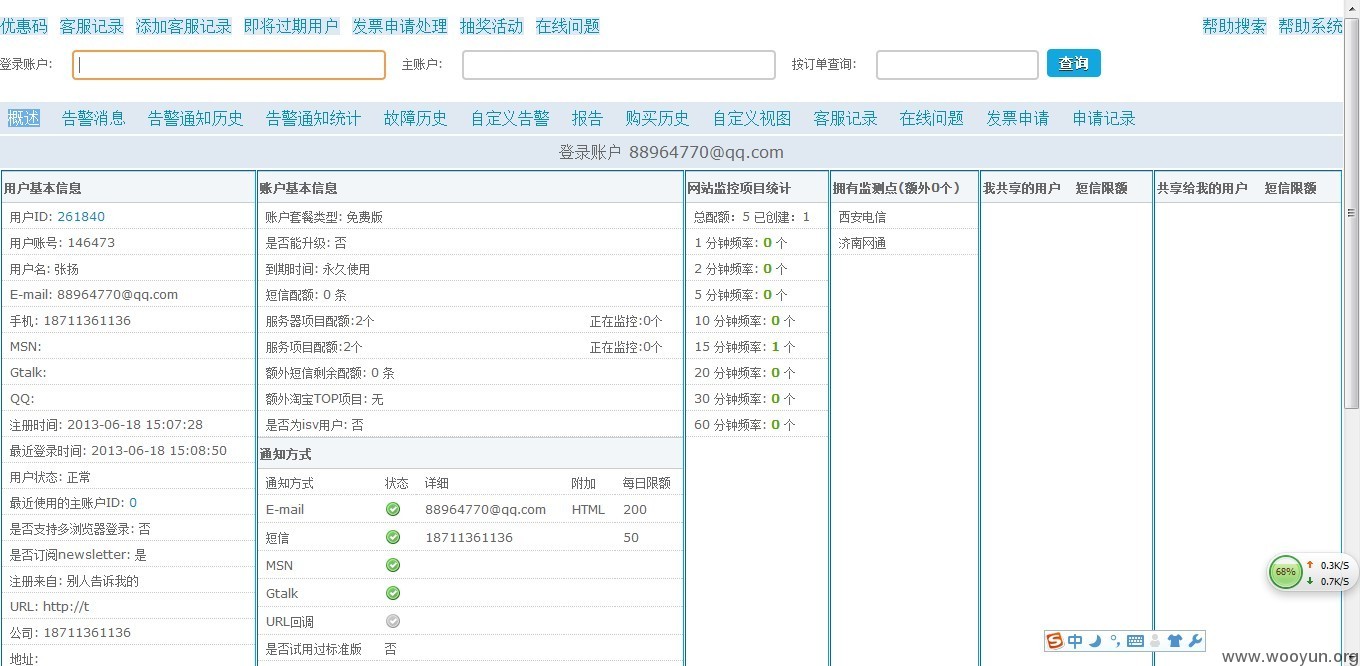 优惠码 客服记录 添加客服记录 即将过期用户 发票申请处理 抽奖活动 在线问题 帮助搜索 帮助系统
登录账户: 主账户: 按订单查询: 查询
概述 告警消息 告警通知历史 告警通知统计 故障历史 自定义告警 报告 购买历史 自定义视图 客服记录 在线问题 发票申请 申请记录
登录账户 88964770@qq.com
用户基本信息
用户ID: 261840
用户账号: 146473
用户名: 张扬
E-mail: 88964770@qq.com
手机: 18711361136
MSN:
Gtalk:
QQ:
注册时间: 2013-06-18 15:07:28
最近登录时间: 2013-06-18 15:08:50
用户状态: 正常
最近使用的主账户ID: 0
是否支持多浏览器登录: 否
是否订阅newsletter: 是
注册来自: 别人告诉我的
URL: http://t
公司: 18711361136
地址:
账户基本信息
账户套餐类型: 免费版
是否能升级: 否
到期时间: 永久使用
短信配额: 0 条
服务器项目配额:2个 正在监控:0个
服务项目配额:2个 正在监控:0个
额外短信剩余配额: 0 条
额外淘宝TOP项目: 无
是否为isv用户: 否
通知方式
通知方式 状态 详细 附加 每日限额
E-mail 88964770@qq.com HTML 200
短信 18711361136 50
MSN
Gtalk
URL回调
是否试用过标准版 否
网站监控项目统计
总配额: 5 已创建: 1
1 分钟频率: 0 个
2 分钟频率: 0 个
5 分钟频率: 0 个
10 分钟频率: 0 个
15 分钟频率: 1 个
20 分钟频率: 0 个
30 分钟频率: 0 个
60 分钟频率: 0 个
拥有监测点(额外0个)
西安电信
济南网通
我共享的用户 短信限额
共享给我的用户 短信限额
68% 0.3K/S
0.7K/S
中
www.wooyun.org